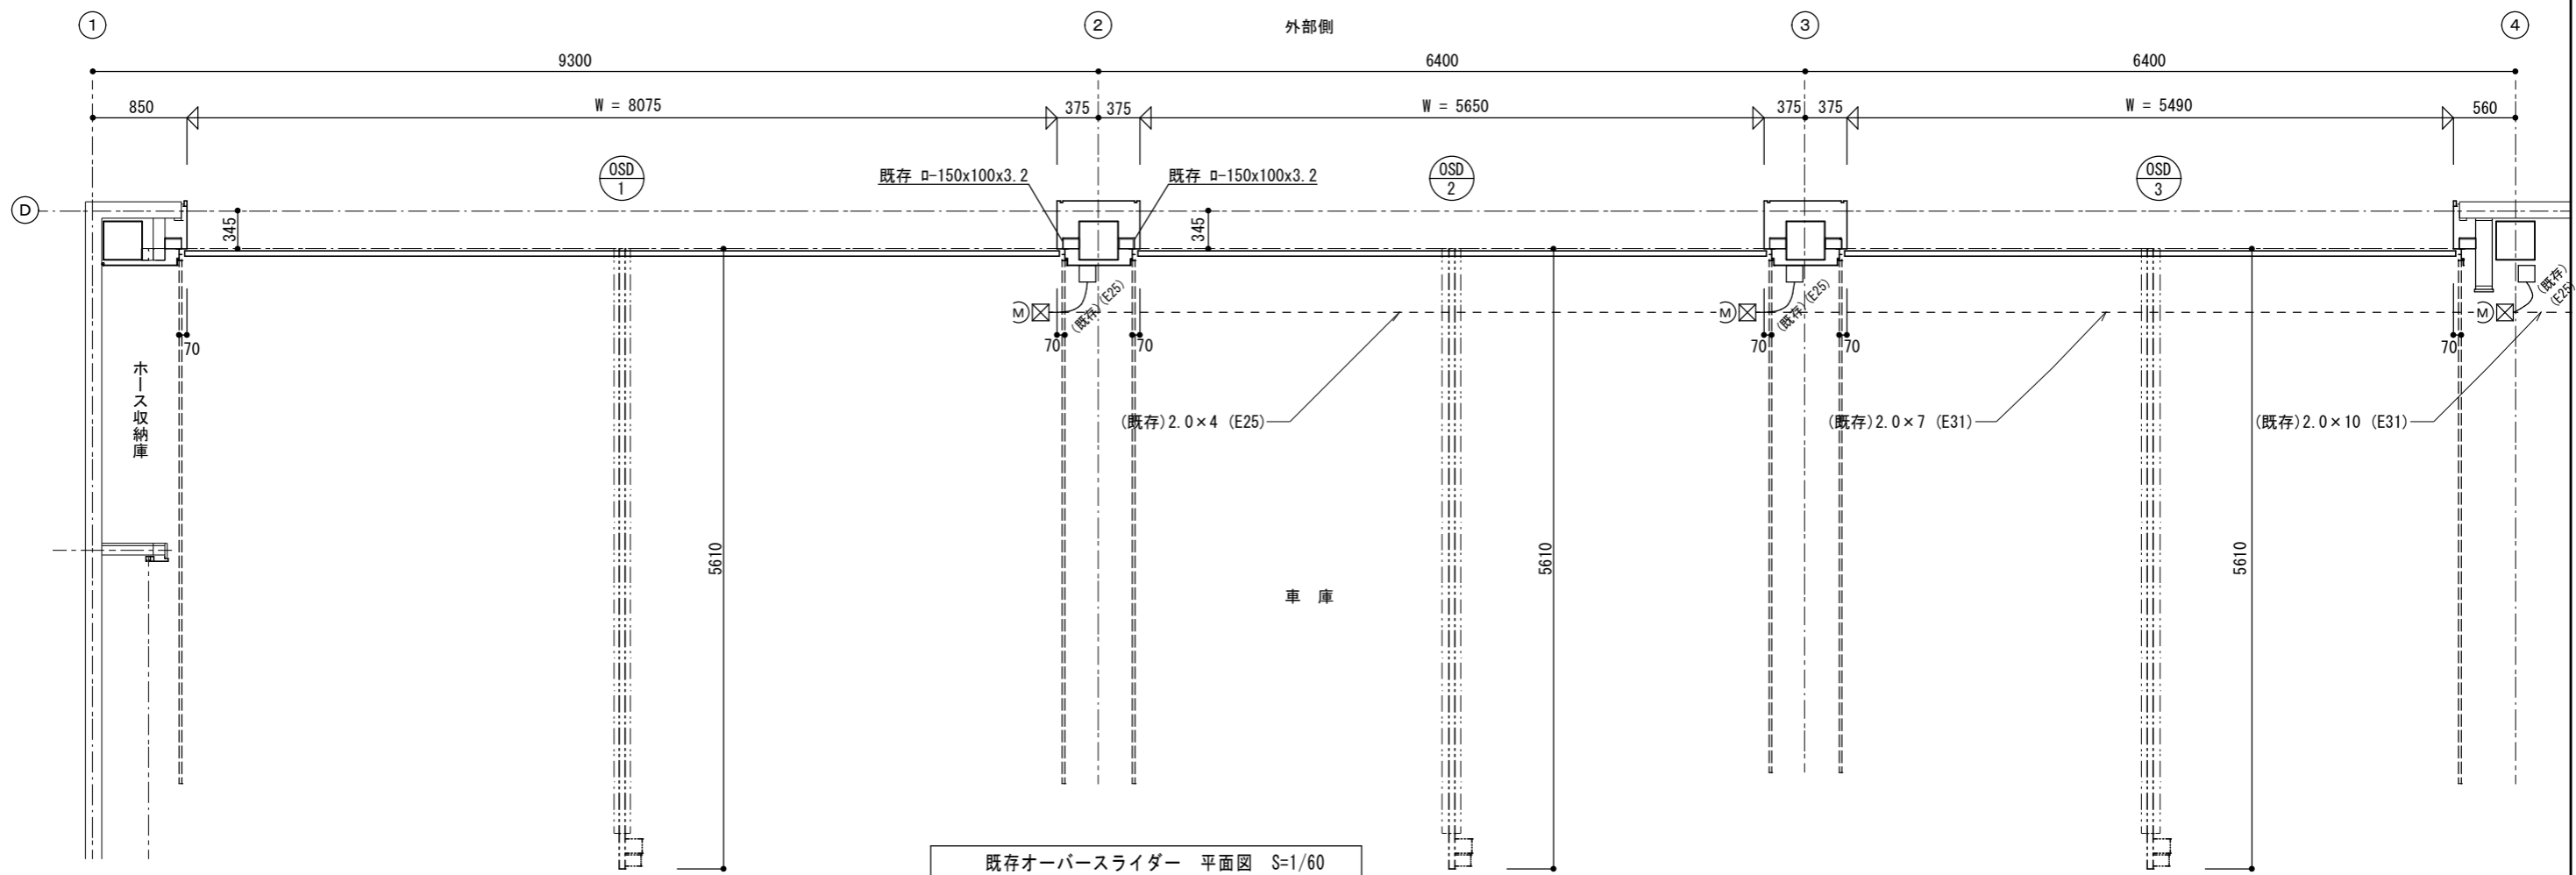 1
2
外部側
3
4
9300
6400
6400
850
W = 8075
375
375
W = 5650
375
375
W = 5490
560
OSD
1
既存 ロ-150x100x3.2
既存 ロ-150x100x3.2
OSD
2
OSD
3
D
345
345
M
(既存)(E25)
M
(既存)(E25)
M
(既存)
(E25)
70
70
70
70
70
70
ホース収納庫
(既存)2.0×4 (E25)
(既存)2.0×7 (E31)
(既存)2.0×10 (E31)
5610
5610
5610
車 庫
既存オーバースライダー 平面図 S=1/60